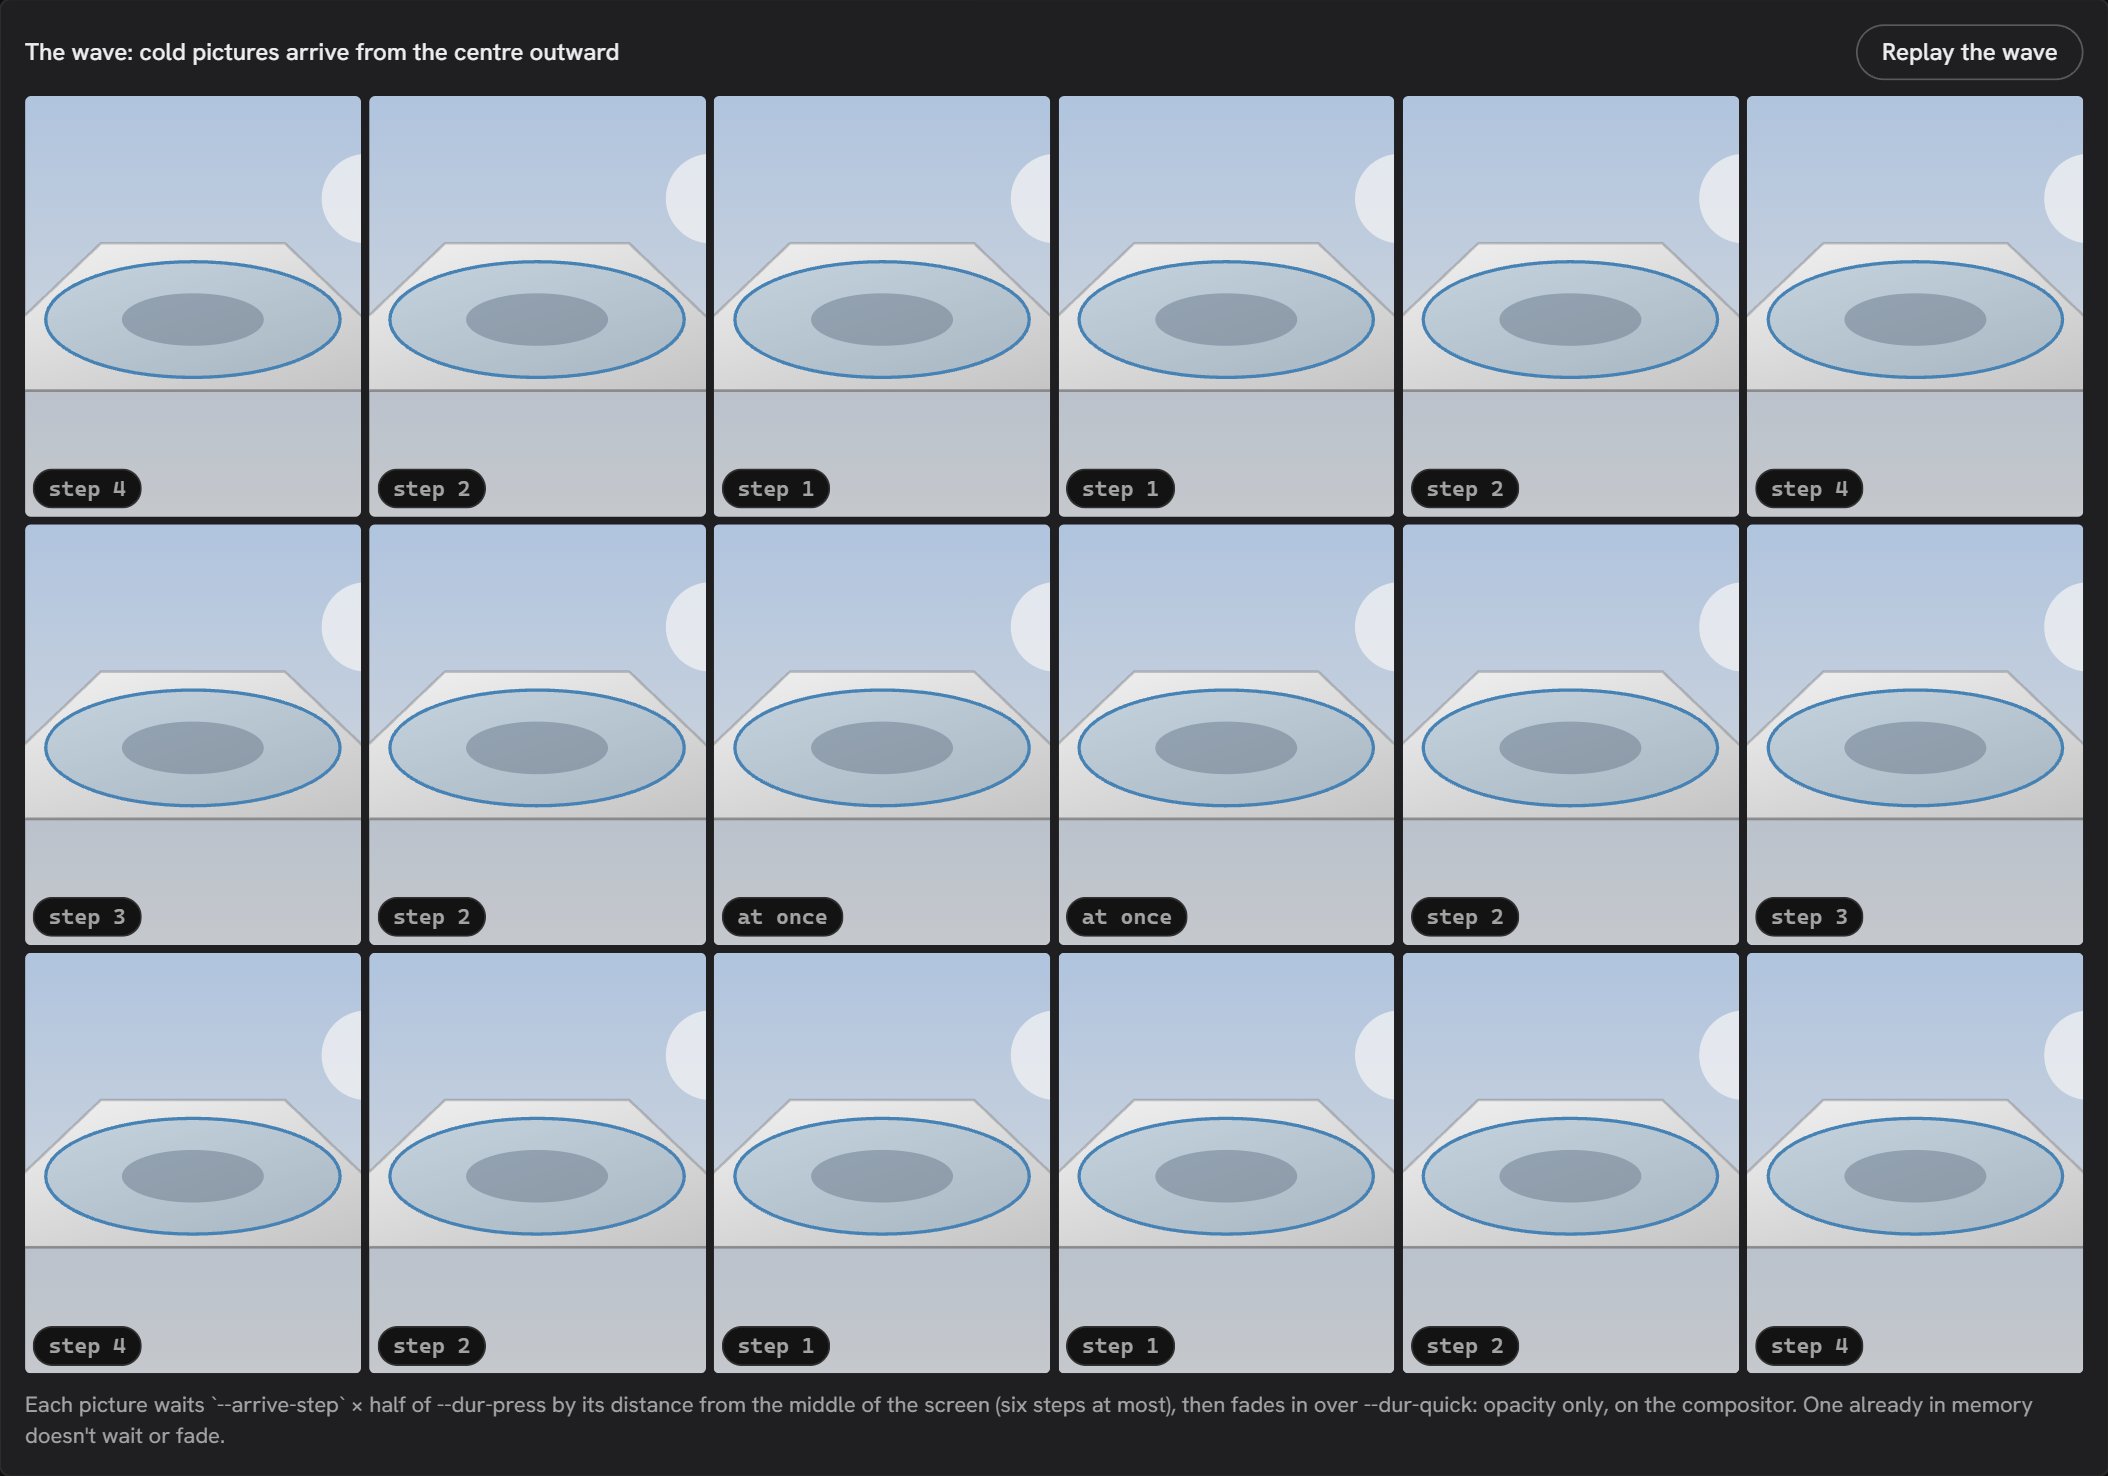 The wave: cold pictures arrive from the centre outward
Replay the wave
step 4
step 2
step 1
step 1
step 2
step 4
step 3
step 2
at once
at once
step 2
step 3
step 4
step 2
step 1
step 1
step 2
step 4
Each picture waits `--arrive-step` × half of --dur-press by its distance from the middle of the screen (six steps at most), then fades in over --dur-quick: opacity only, on the compositor. One already in memory
doesn't wait or fade.